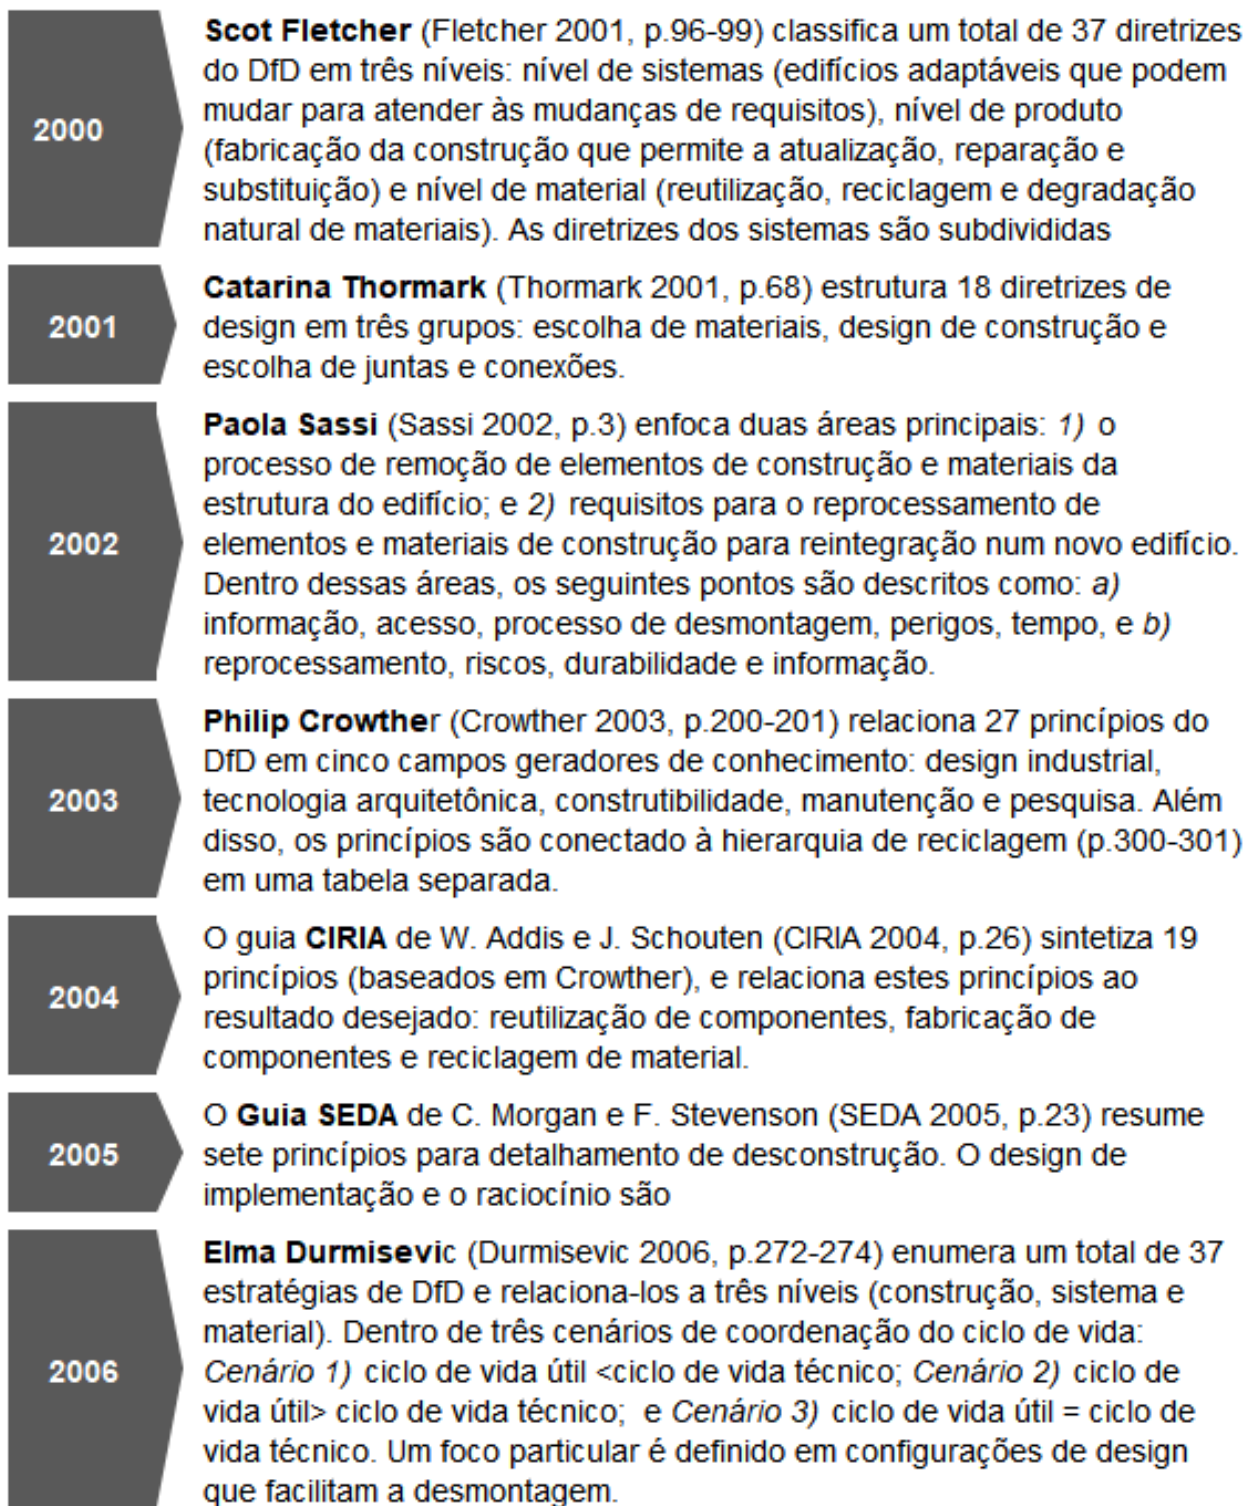 2000
Scot Fletcher (Fletcher 2001, p.96-99) classifica um total de 37 diretrizes
do DfD em três níveis: nível de sistemas (edifícios adaptáveis que podem
mudar para atender às mudanças de requisitos), nível de produto
(fabricação da construção que permite a atualização, reparação e
substituição) e nível de material (reutilização, reciclagem e degradação
natural de materiais). As diretrizes dos sistemas são subdivididas
2001
Catarina Thormark (Thormark 2001, p.68) estrutura 18 diretrizes de
design em três grupos: escolha de materiais, design de construção e
escolha de juntas e conexões.
2002
Paola Sassi (Sassi 2002, p.3) enfoca duas áreas principais: 1) o
processo de remoção de elementos de construção e materiais da
estrutura do edifício; e 2) requisitos para o reprocessamento de
elementos e materiais de construção para reintegração num novo edifício.
Dentro dessas áreas, os seguintes pontos são descritos como: a)
informação, acesso, processo de desmontagem, perigos, tempo, e b)
reprocessamento, riscos, durabilidade e informação.
2003
Philip Crowther (Crowther 2003, p.200-201) relaciona 27 princípios do
DfD em cinco campos geradores de conhecimento: design industrial,
tecnologia arquitetônica, construtibilidade, manutenção e pesquisa. Além
disso, os princípios são conectado à hierarquia de reciclagem (p.300-301)
em uma tabela separada.
2004
O guia CIRIA de W. Addis e J. Schouten (CIRIA 2004, p.26) sintetiza 19
princípios (baseados em Crowther), e relaciona estes princípios ao
resultado desejado: reutilização de componentes, fabricação de
componentes e reciclagem de material.
2005
O Guia SEDA de C. Morgan e F. Stevenson (SEDA 2005, p.23) resume
sete princípios para detalhamento de desconstrução. O design de
implementação e o raciocínio são
2006
Elma Durmisevic (Durmisevic 2006, p.272-274) enumera um total de 37
estratégias de DfD e relaciona-los a três níveis (construção, sistema e
material). Dentro de três cenários de coordenação do ciclo de vida:
Cenário 1) ciclo de vida útil <ciclo de vida técnico; Cenário 2) ciclo de
vida útil> ciclo de vida técnico; e Cenário 3) ciclo de vida útil = ciclo de
vida técnico. Um foco particular é definido em configurações de design
que facilitam a desmontagem.